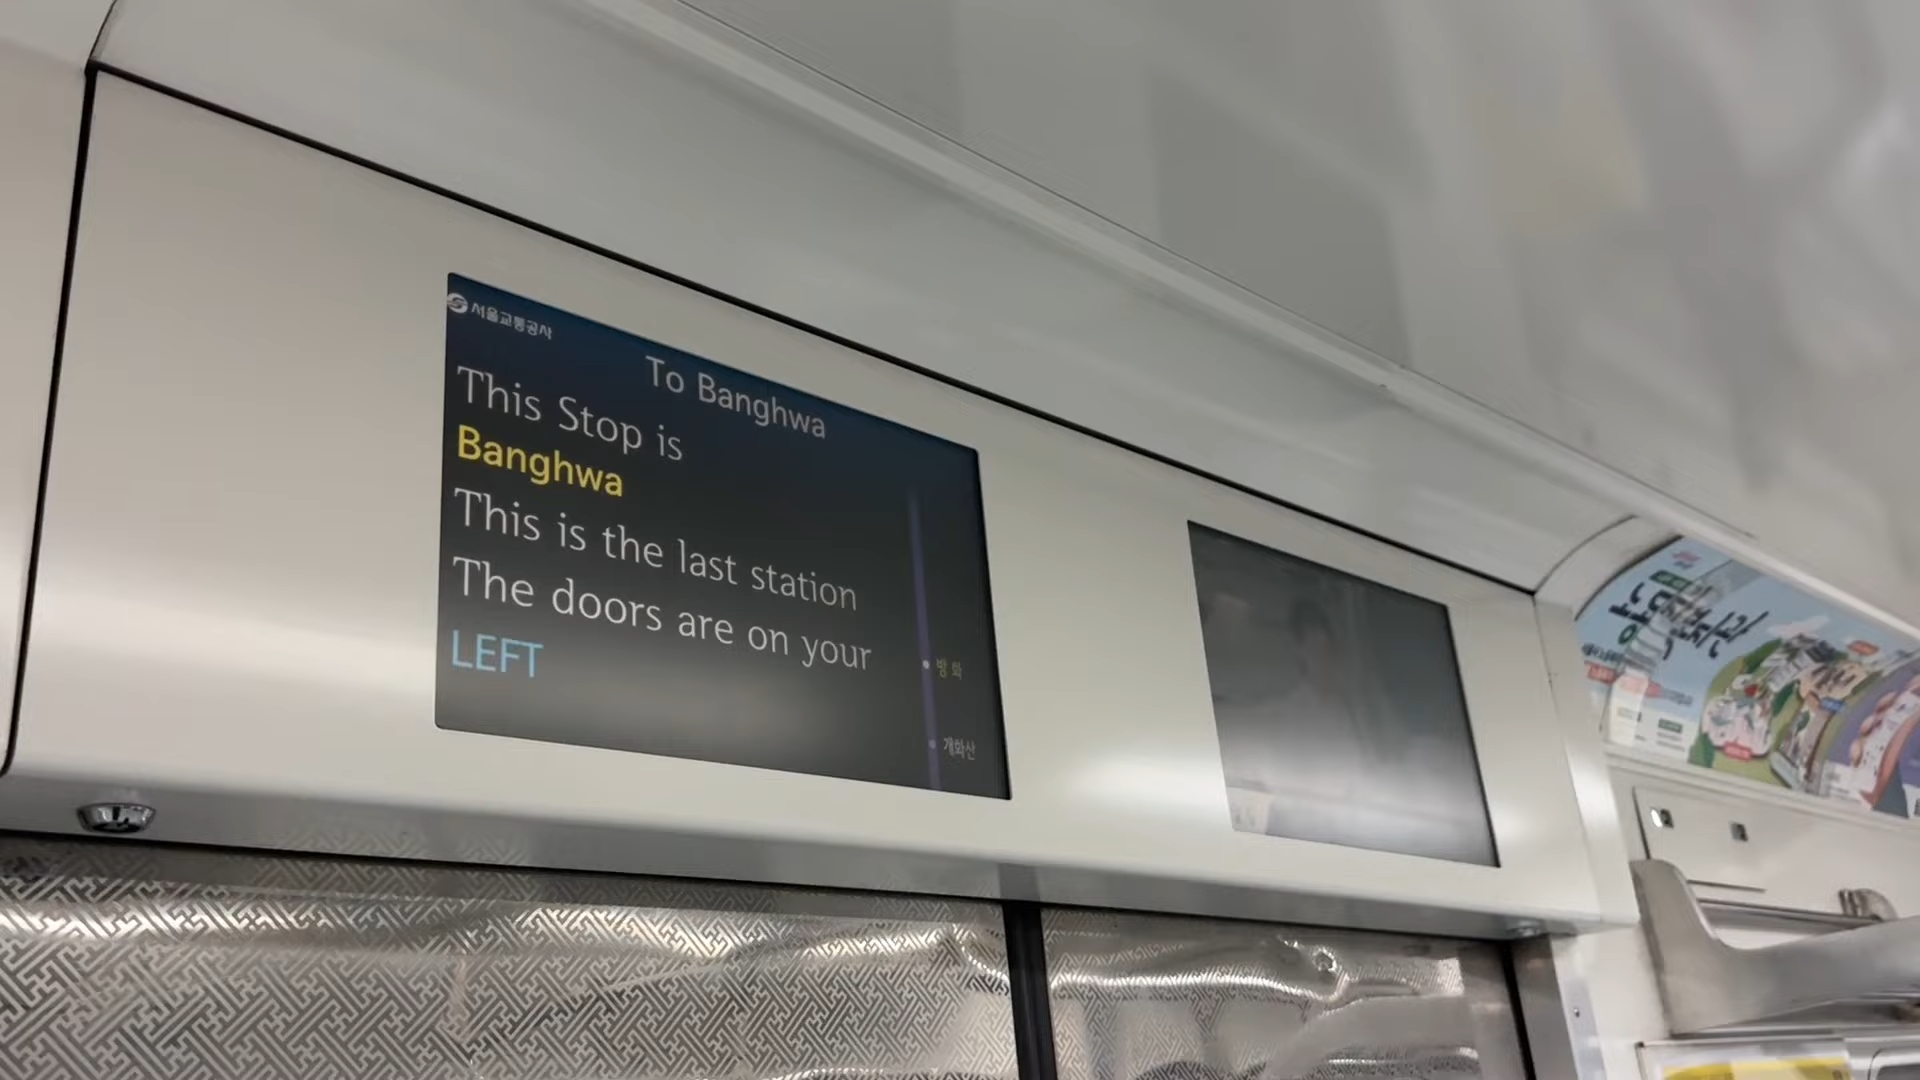 서울교통공사
To Banghwa
This Stop is
Banghwa
This is the last station
The doors are on your
LEFT
방화
개화산